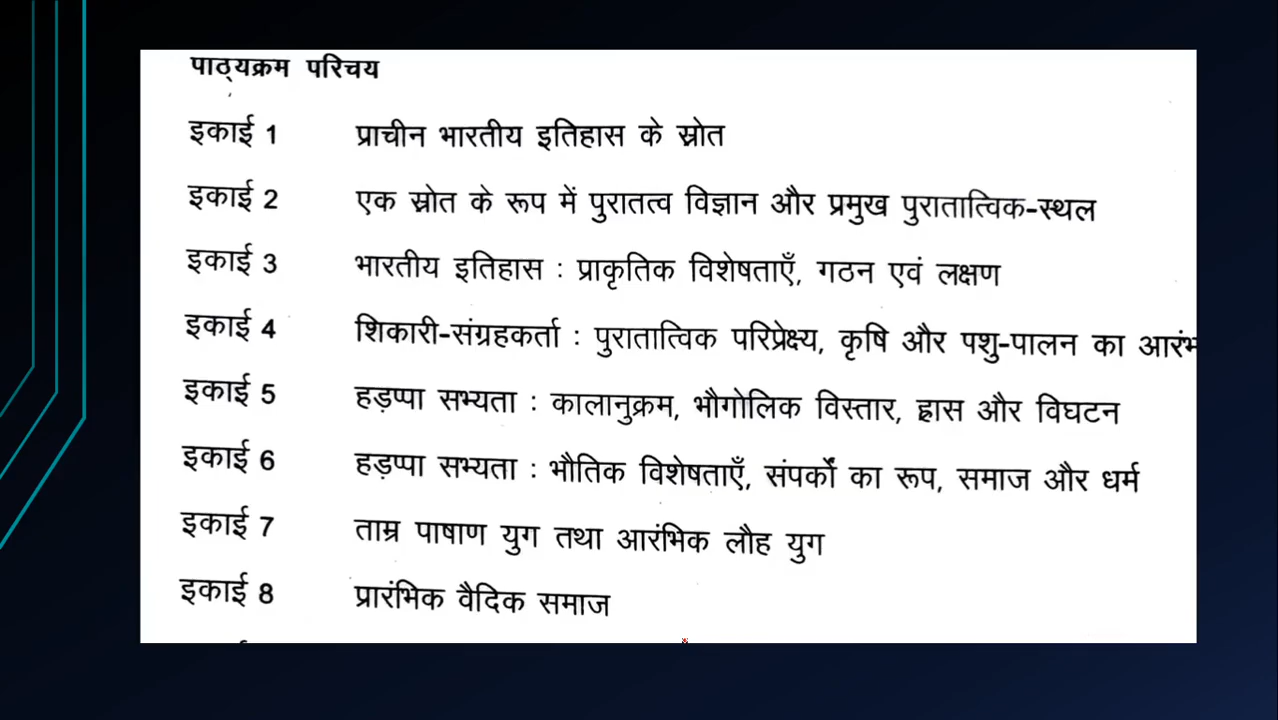 पाठ्यक्रम परिचय
इकाई 1 प्राचीन भारतीय इतिहास के स्रोत
इकाई 2 एक स्रोत के रूप में पुरातत्व विज्ञान और प्रमुख पुरातात्विक-स्थल
इकाई 3 भारतीय इतिहास : प्राकृतिक विशेषताएँ, गठन एवं लक्षण
इकाई 4 शिकारी-संग्रहकर्ता : पुरातात्विक परिप्रेक्ष्य, कृषि और पशु-पालन का आरंभ
इकाई 5 हड़प्पा सभ्यता : कालानुक्रम, भौगोलिक विस्तार, ह्रास और विघटन
इकाई 6 हड़प्पा सभ्यता : भौतिक विशेषताएँ, संपर्कों का रूप, समाज और धर्म
इकाई 7 ताम्र पाषाण युग तथा आरंभिक लौह युग
इकाई 8 प्रारंभिक वैदिक समाज